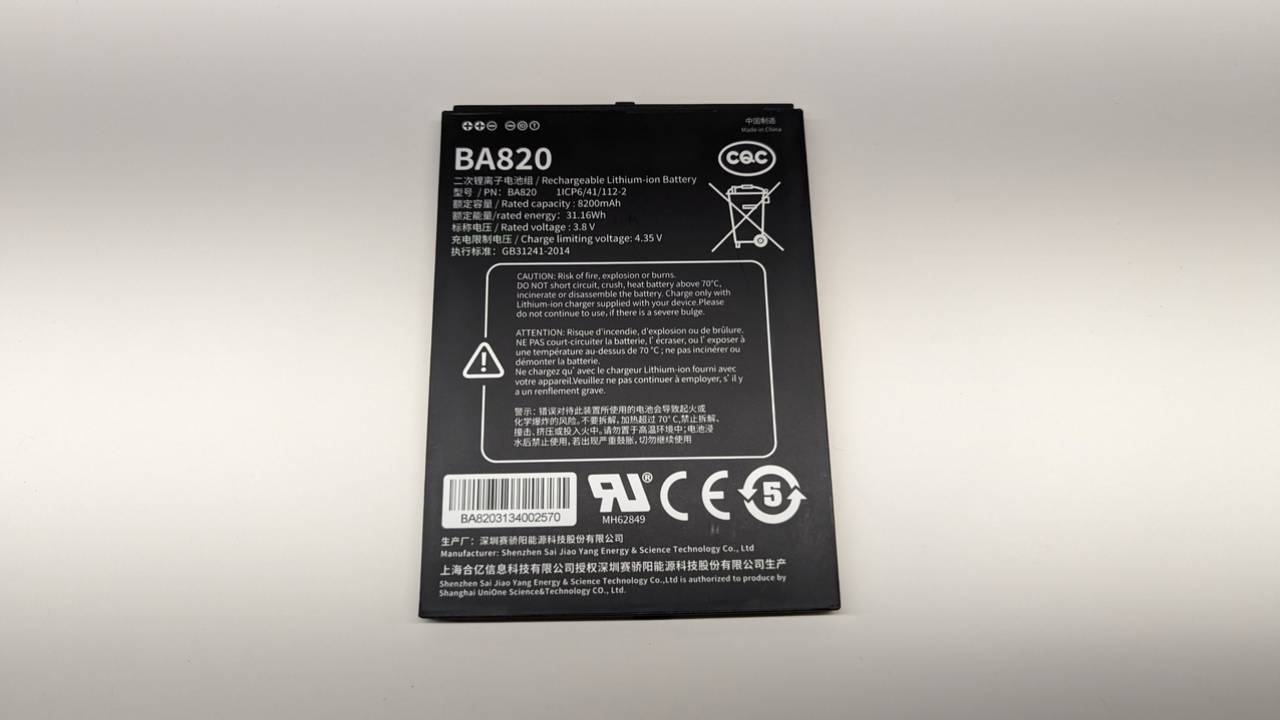 中国制造
Made in China
BA820
CQC
二次锂离子电池组 / Rechargeable Lithium-ion Battery
型号 / PN: BA820 1ICP6/41/112-2
额定容量 / Rated capacity : 8200mAh
额定能量/rated energy: 31.16Wh
标称电压 / Rated voltage : 3.8 V
充电限制电压 / Charge limiting voltage: 4.35 V
执行标准: GB31241-2014
CAUTION: Risk of fire, explosion or burns.
DO NOT short circuit, crush, heat battery above 70°C,
incinerate or disassemble the battery. Charge only with
Lithium-ion charger supplied with your device.Please
do not continue to use, if there is a severe bulge.
ATTENTION: Risque d'incendie, d'explosion ou de brûlure.
NE PAS court-circuiter la batterie, l'écraser, ou l'exposer à
une température au-dessus de 70 °C ; ne pas incinérer ou
démonter la batterie.
Ne chargez qu'avec le chargeur Lithium-ion fourni avec
votre appareil.Veuillez ne pas continuer à employer, s'il y
a un renflement grave.
警示: 错误对待此装置所使用的电池会导致起火或
化学爆炸的风险。不要拆解，加热超过 70° C,禁止拆解、
撞击、挤压或投入火中。请勿置于高温环境中；电池浸
水后禁止使用，若出现严重鼓胀，切勿继续使用
BA8203134002570
MH62849
CE
5
生产厂: 深圳赛骄阳能源科技股份有限公司
Manufacturer: Shenzhen Sai Jiao Yang Energy & Science Technology Co., Ltd
上海合亿信息科技有限公司授权深圳赛骄阳能源科技股份有限公司生产
Shenzhen Sai Jiao Yang Energy & Science Technology Co.,Ltd is authorized to produce by
Shanghai UniOne Science&Technology CO., Ltd.